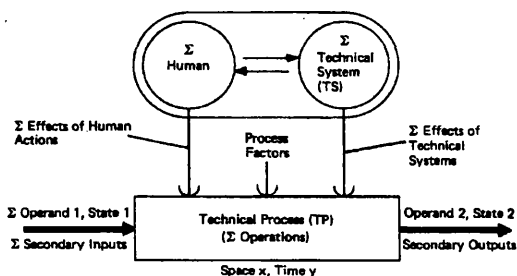 Σ
Human
Σ
Technical
System
(TS)
Σ Effects of Human
Actions
Process
Factors
Σ Effects of
Technical
Systems
Σ Operand 1, State 1
Σ Secondary Inputs
Technical Process (TP)
(Σ Operations)
Operand 2, State 2
Secondary Outputs
Space x, Time y